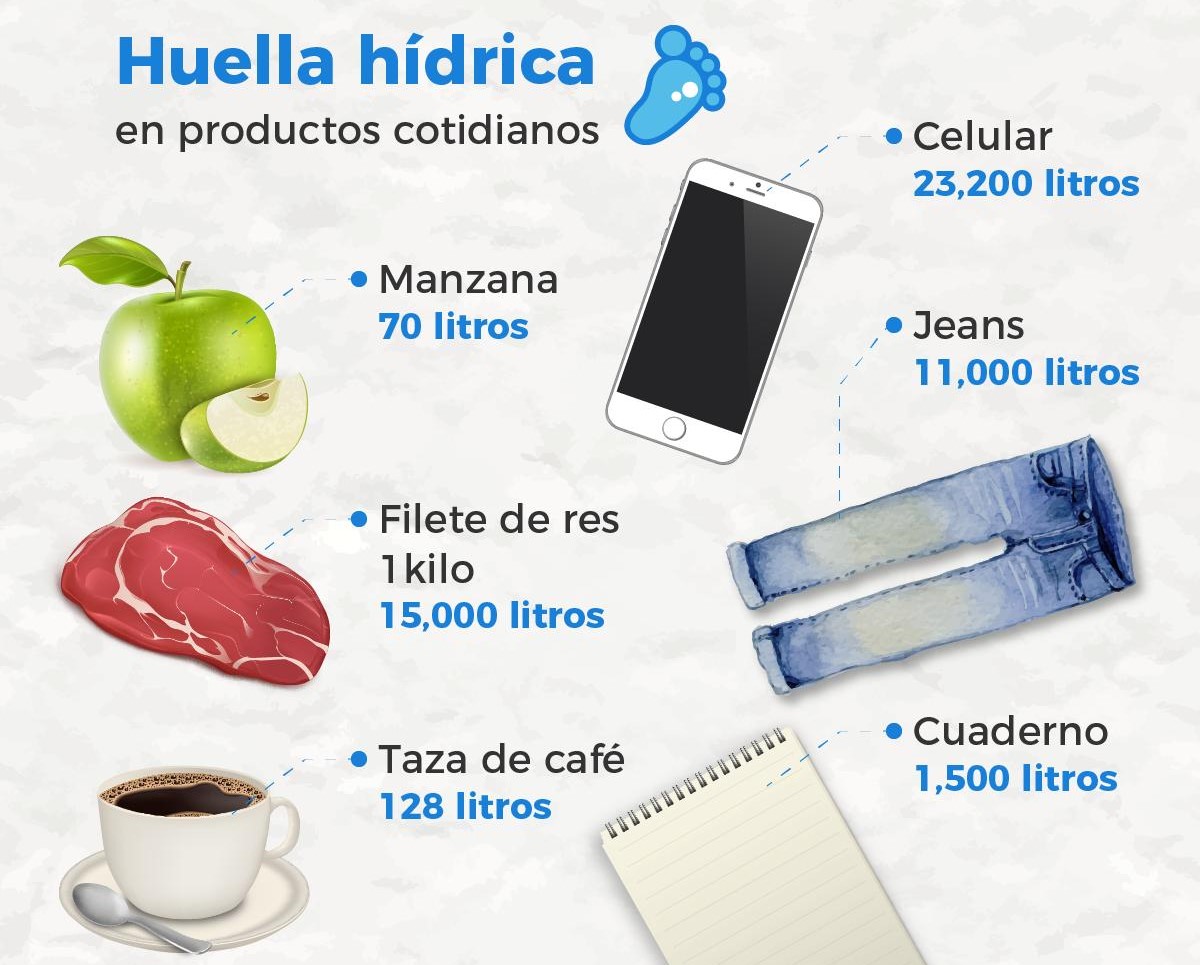 Huella hídrica
en productos cotidianos
Manzana
70 litros
Filete de res
1 kilo
15,000 litros
Taza de café
128 litros
Celular
23,200 litros
Jeans
11,000 litros
Cuaderno
1,500 litros